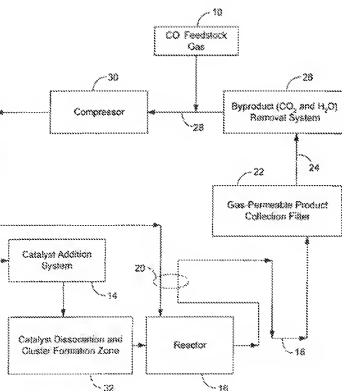 10
CO Feedstock
Gas
30
Compressor
28
26
Byproduct (CO₂ and H₂O)
Removal System
24
22
Gas-Permeable Product
Collection Filter
Catalyst Addition
System
14
20
Catalyst Dissociation and
Cluster Formation Zone
32
Reactor
16
18